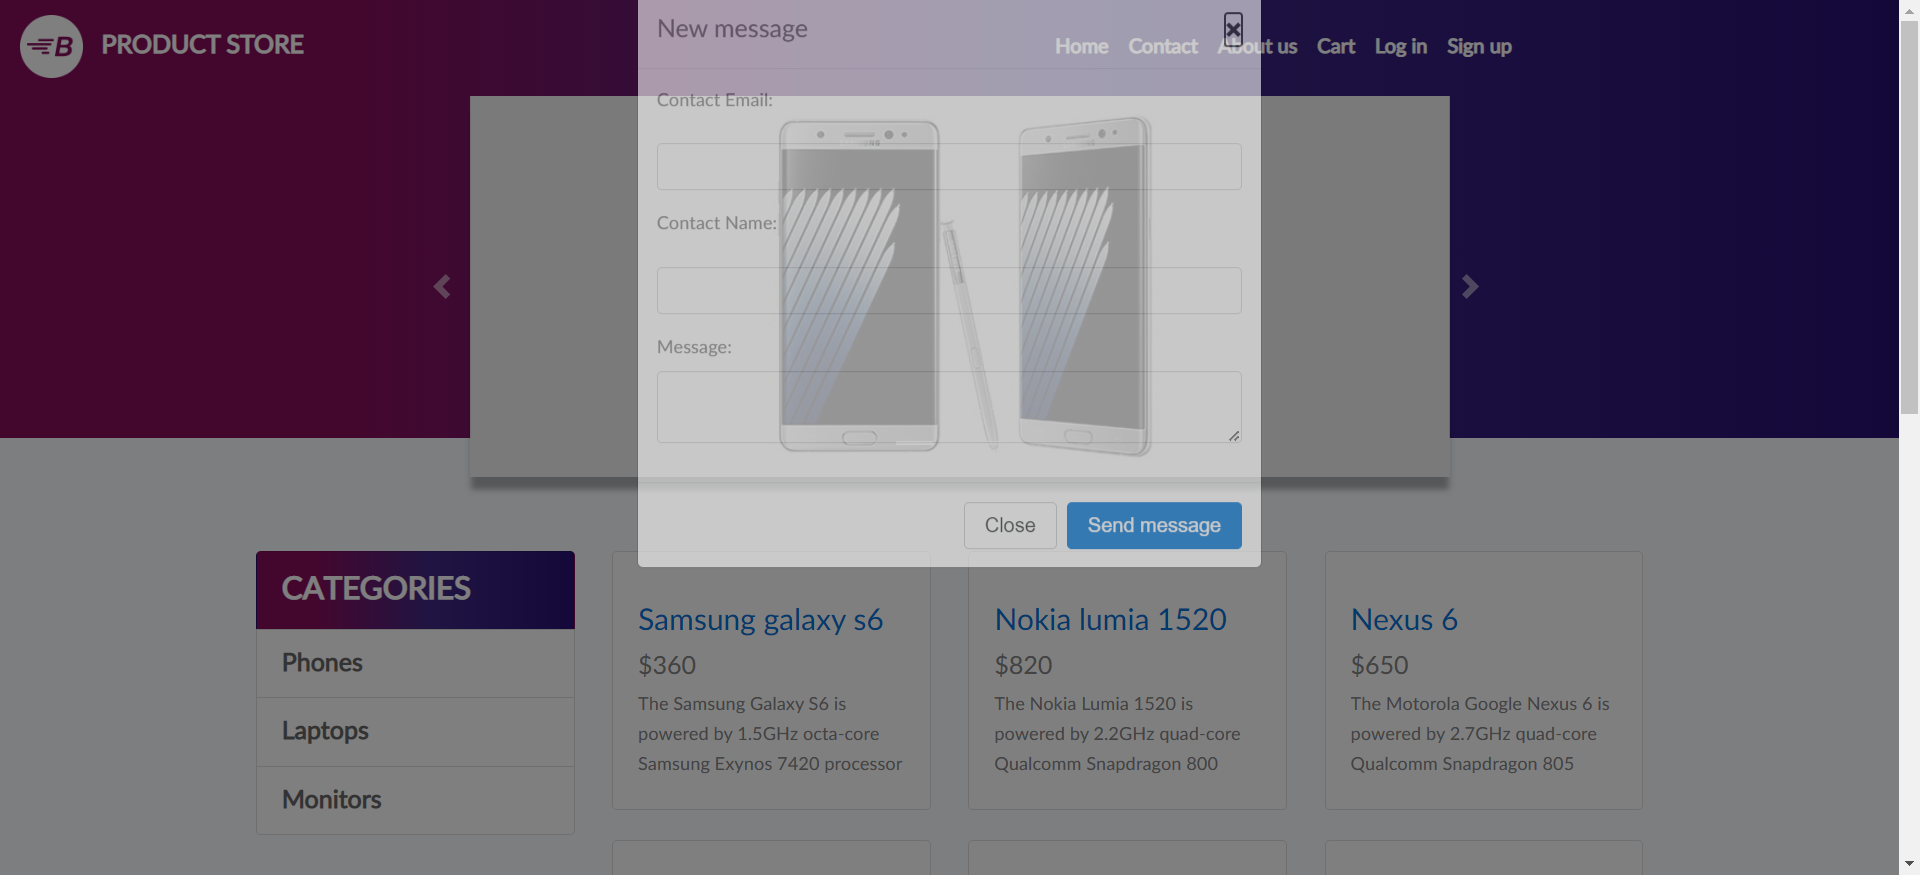 B PRODUCT STORE
New message
×
Home Contact About us Cart Log in Sign up
Contact Email:
Contact Name:
Message:
Close Send message
CATEGORIES
Phones
Laptops
Monitors
Samsung galaxy s6
$360
The Samsung Galaxy S6 is
powered by 1.5GHz octa-core
Samsung Exynos 7420 processor
Nokia lumia 1520
$820
The Nokia Lumia 1520 is
powered by 2.2GHz quad-core
Qualcomm Snapdragon 800
Nexus 6
$650
The Motorola Google Nexus 6 is
powered by 2.7GHz quad-core
Qualcomm Snapdragon 805